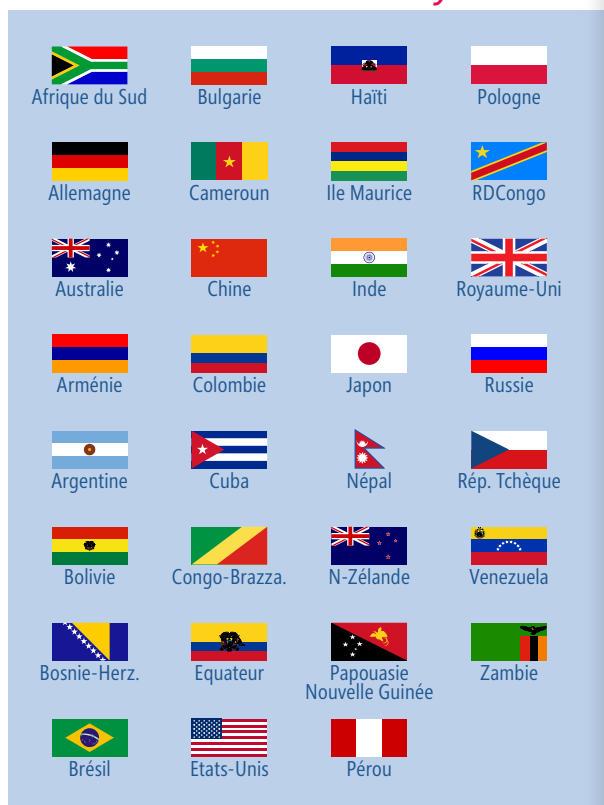 Afrique du Sud
Bulgarie
Haïti
Pologne
Allemagne
Cameroun
Ile Maurice
RDCongo
Australie
Chine
Inde
Royaume-Uni
Arménie
Colombie
Japon
Russie
Argentine
Cuba
Népal
Rép. Tchèque
Bolivie
Congo-Brazza.
N-Zélande
Venezuela
Bosnie-Herz.
Equateur
Papouasie
Nouvelle Guinée
Zambie
Brésil
Etats-Unis
Pérou